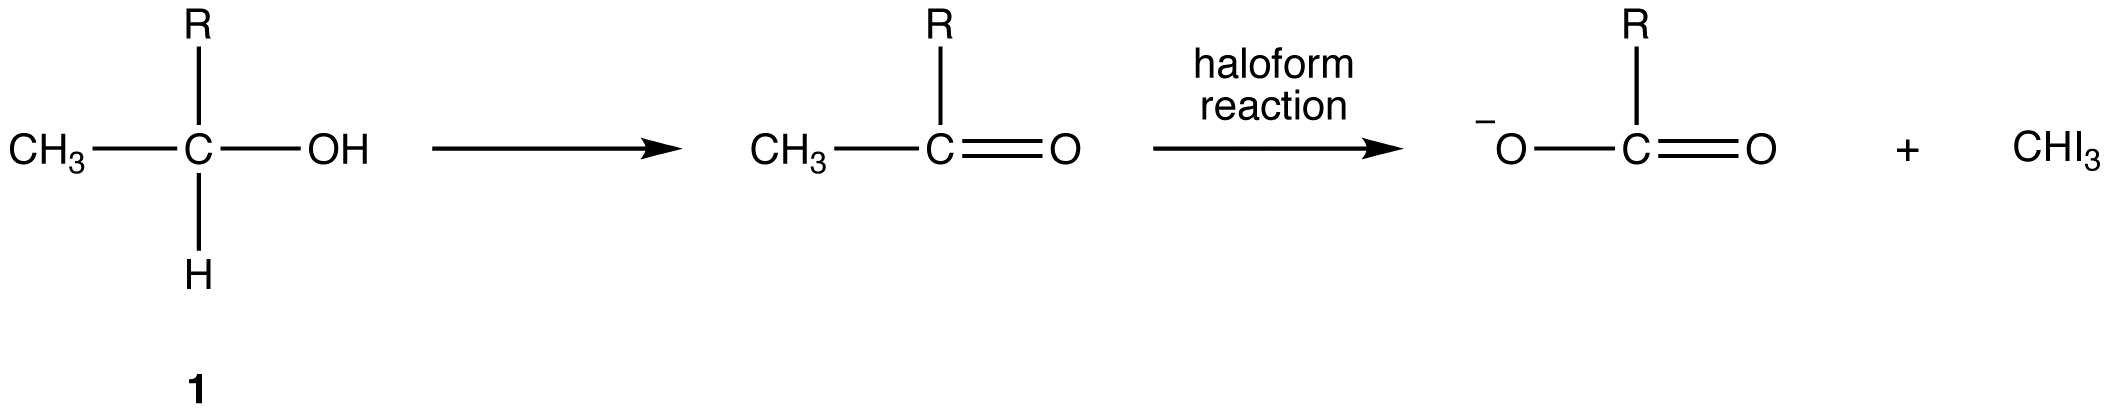 R
CH3 C OH
H
1
R
CH3 C O
haloform
reaction
R
−O C O
+
CHI3